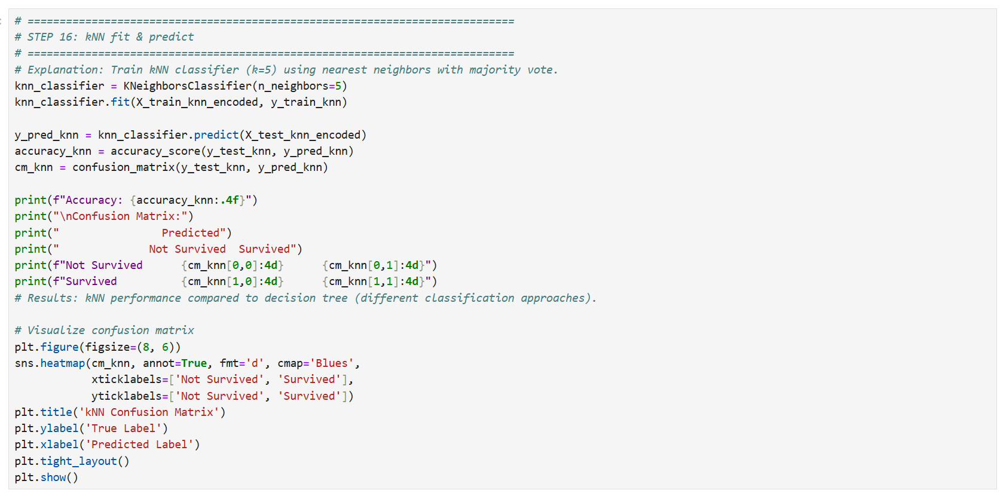 # ============================================================================
# STEP 16: kNN fit & predict
# ============================================================================
# Explanation: Train kNN classifier (k=5) using nearest neighbors with majority vote.
knn_classifier = KNeighborsClassifier(n_neighbors=5)
knn_classifier.fit(X_train_knn_encoded, y_train_knn)

y_pred_knn = knn_classifier.predict(X_test_knn_encoded)
accuracy_knn = accuracy_score(y_test_knn, y_pred_knn)
cm_knn = confusion_matrix(y_test_knn, y_pred_knn)

print(f"Accuracy: {accuracy_knn:.4f}")
print("\nConfusion Matrix:")
print("                Predicted")
print("              Not Survived  Survived")
print(f"Not Survived      {cm_knn[0,0]:4d}      {cm_knn[0,1]:4d}")
print(f"Survived          {cm_knn[1,0]:4d}      {cm_knn[1,1]:4d}")
# Results: kNN performance compared to decision tree (different classification approaches).

# Visualize confusion matrix
plt.figure(figsize=(8, 6))
sns.heatmap(cm_knn, annot=True, fmt='d', cmap='Blues',
            xticklabels=['Not Survived', 'Survived'],
            yticklabels=['Not Survived', 'Survived'])
plt.title('kNN Confusion Matrix')
plt.ylabel('True Label')
plt.xlabel('Predicted Label')
plt.tight_layout()
plt.show()